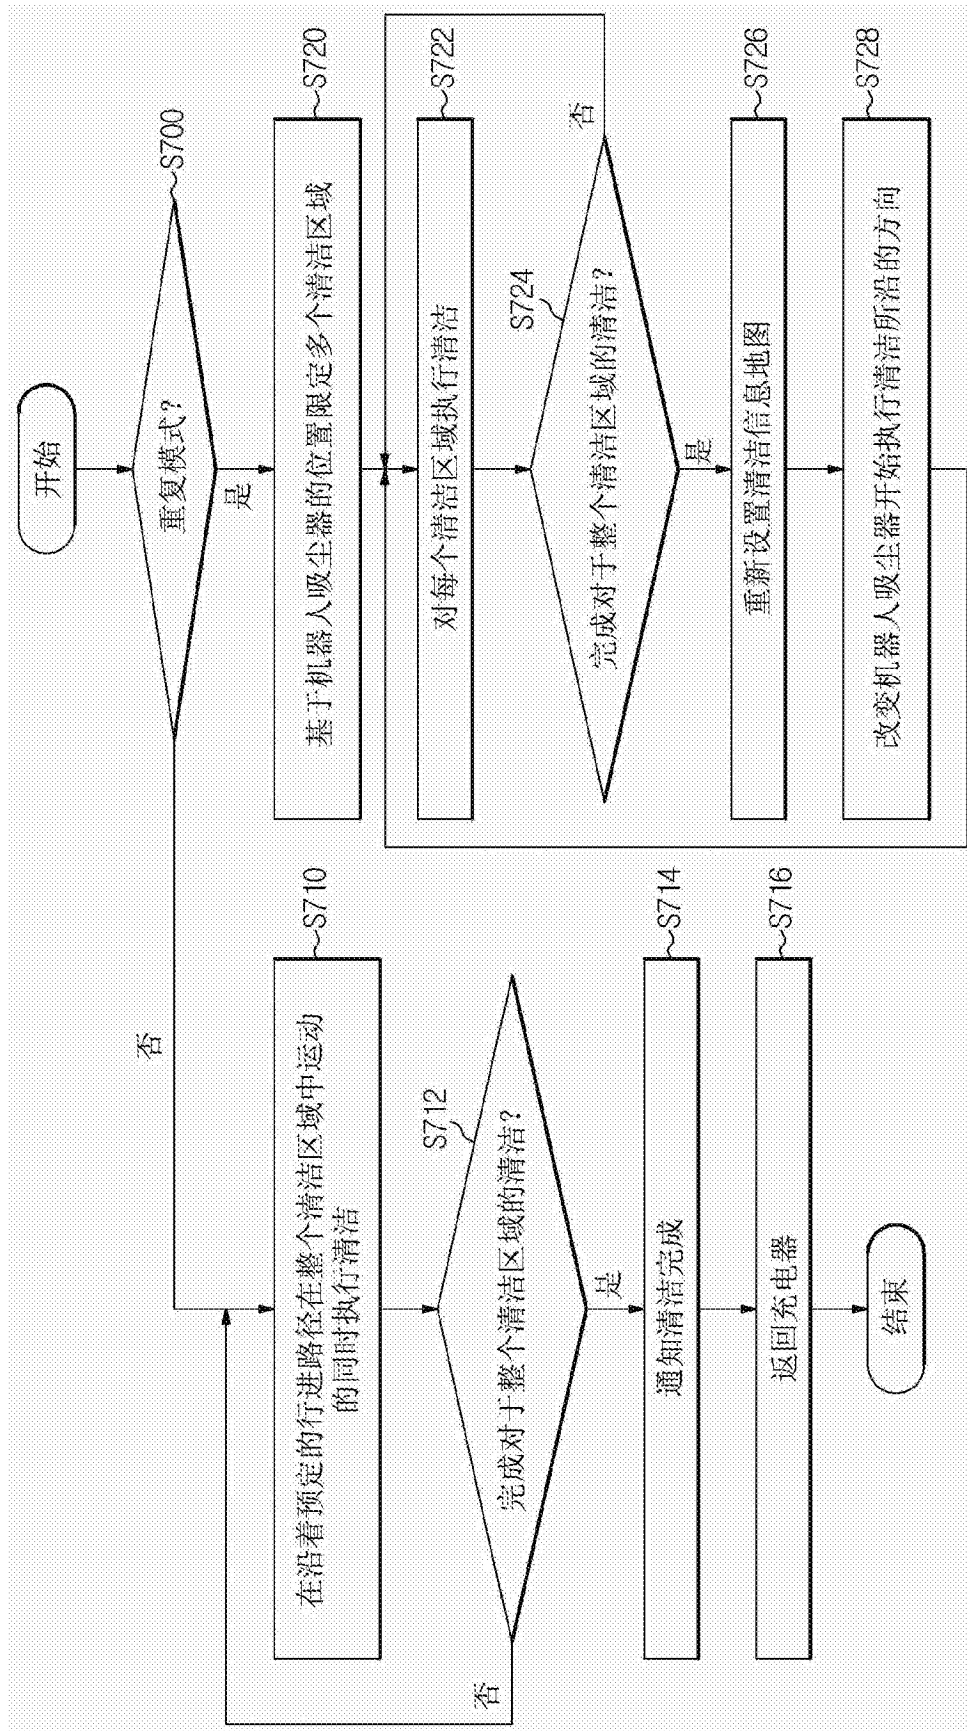 开始
重复模式?
S700
否
是
在沿着预定的行进路径在整个清洁区域中运动
的同时执行清洁
S710
完成对于整个清洁区域的清洁?
S712
否
是
通知清洁完成
S714
返回充电器
S716
结束
基于机器人吸尘器的位置限定多个清洁区域
S720
对每个清洁区域执行清洁
S722
完成对于整个清洁区域的清洁?
S724
否
是
重新设置清洁信息地图
S726
改变机器人吸尘器开始执行清洁所沿的方向
S728